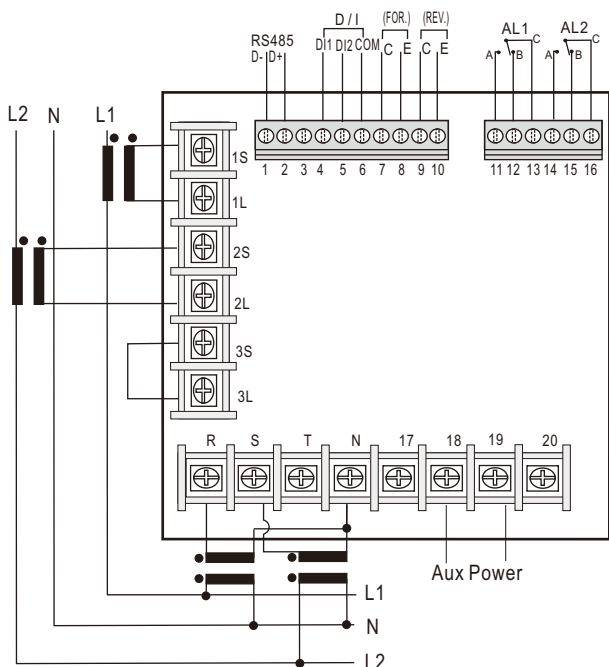 D / I (FOR.) (REV.)
RS485
D- D+ DI1 DI2 COM C E C E
AL1 AL2
A B C A B C
L2 N L1
1 2 3 4 5 6 7 8 9 10
11 12 13 14 15 16
1S
1L
2S
2L
3S
3L
R S T N 17 18 19 20
Aux Power
L1
N
L2